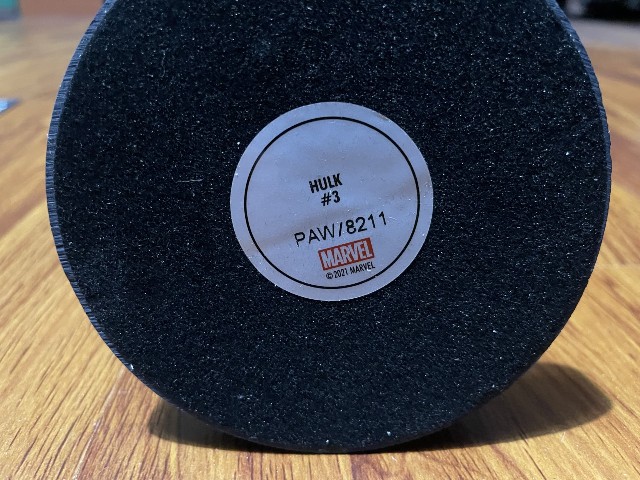 HULK
#3
PAW/8211
MARVEL
© 2021 MARVEL